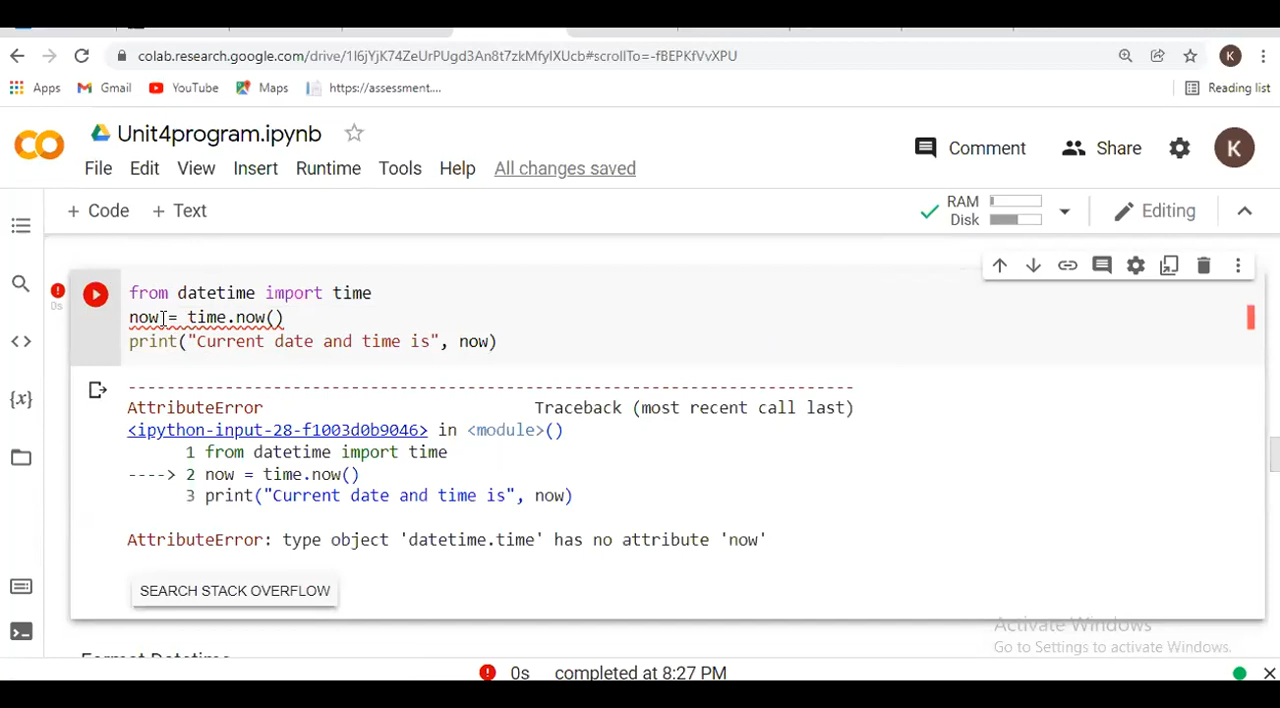 colab.research.google.com/drive/1I6jYjK74ZeUrPUgd3An8t7zkMfyIXUcb#scrollTo=-fBEPKfVvXPU
K
Apps Gmail YouTube Maps https://assessment.... Reading list
Unit4program.ipynb
Comment Share K
File Edit View Insert Runtime Tools Help All changes saved
+ Code + Text RAM Disk Editing
from datetime import time
0s
now = time.now()
print("Current date and time is", now)
---------------------------------------------------------------------------
AttributeError Traceback (most recent call last)
<ipython-input-28-f1003d0b9046> in <module>()
1 from datetime import time
----> 2 now = time.now()
3 print("Current date and time is", now)
{x}
AttributeError: type object 'datetime.time' has no attribute 'now'
SEARCH STACK OVERFLOW
Activate Windows
Go to Settings to activate Windows.
Format Datetime
0s completed at 8:27 PM